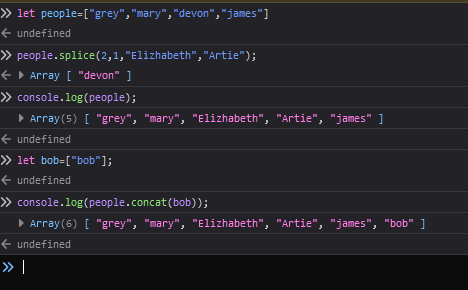 let people=["grey","mary","devon","james"]
undefined
people.splice(2,1,"Elizhabeth","Artie");
Array [ "devon" ]
console.log(people);
Array(5) [ "grey", "mary", "Elizhabeth", "Artie", "james" ]
undefined
let bob=["bob"];
undefined
console.log(people.concat(bob));
Array(6) [ "grey", "mary", "Elizhabeth", "Artie", "james", "bob" ]
undefined